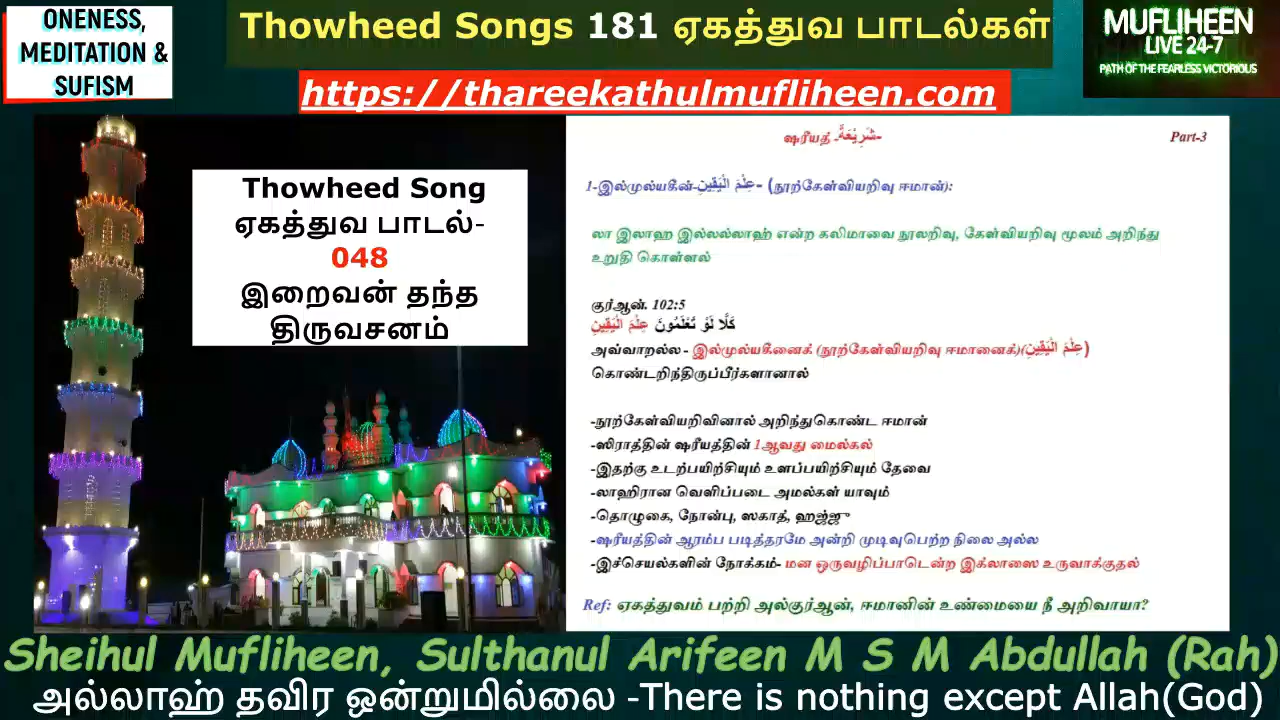 ONENESS,
MEDITATION &
SUFISM
Thowheed Songs 181 ஏகத்துவ பாடல்கள்
MUFLIHEEN
LIVE 24-7
PATH OF THE FEARLESS VICTORIOUS
https://thareekathulmufliheen.com
Thowheed Song
ஏகத்துவ பாடல்-
048
இறைவன் தந்த
திருவசனம்
ஷரீயத் -شَرِيْعَةْ-
Part-3
1-இல்முல்யகீன்-عِلْمَ الْيَقِيْنِ- (நூற்கேள்வியறிவு ஈமான்):
லா இலாஹ இல்லல்லாஹ் என்ற கலிமாவை நூலறிவு, கேள்வியறிவு மூலம் அறிந்து
உறுதி கொள்ளல்
குர்ஆன். 102:5
كَلَّا لَوْ تَعْلَمُونَ عِلْمَ الْيَقِينِ
அவ்வாறல்ல - இல்முல்யகீனைக் (நூற்கேள்வியறிவு ஈமானைக்)(عِلْمَ الْيَقِينِ)
கொண்டறிந்திருப்பீர்களானால்
-நூற்கேள்வியறிவினால் அறிந்துகொண்ட ஈமான்
-ஸிராத்தின் ஷரீயத்தின் 1ஆவது மைல்கல்
-இதற்கு உடற்பயிற்சியும் உளப்பயிற்சியும் தேவை
-லாஹிரான வெளிப்படை அமல்கள் யாவும்
-தொழுகை, நோன்பு, ஸகாத், ஹஜ்ஜு
-ஷரீயத்தின் ஆரம்ப படித்தரமே அன்றி முடிவுபெற்ற நிலை அல்ல
-இச்செயல்களின் நோக்கம்- மன ஒருவழிப்பாடென்ற இக்லாஸை உருவாக்குதல்
Ref: ஏகத்துவம் பற்றி அல்குர்ஆன், ஈமானின் உண்மையை நீ அறிவாயா?
Sheihul Mufliheen, Sulthanul Arifeen M S M Abdullah (Rah)
அல்லாஹ் தவிர ஒன்றுமில்லை -There is nothing except Allah(God)